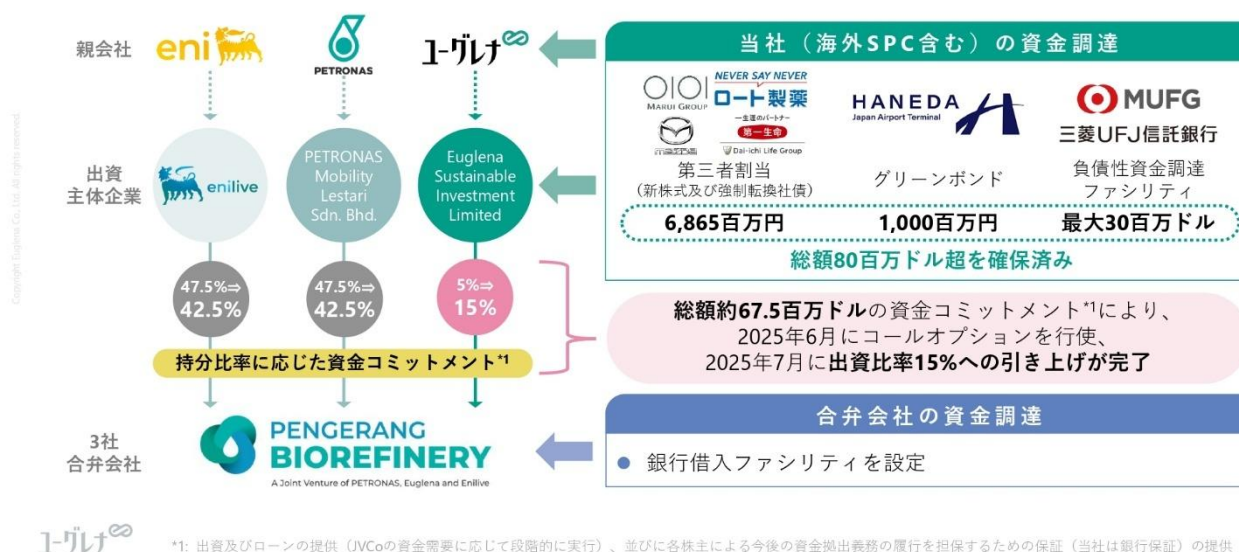 親会社
eni
PETRONAS
ユーグレナ
当社（海外SPC含む）の資金調達
OIOI
MARUI GROUP
NEVER SAY NEVER
ロート製薬
一生涯のパートナー
第一生命
Dai-ichi Life Group
HANEDA
Japan Airport Terminal
MUFG
三菱UFJ信託銀行
第三者割当
（新株式及び強制転換社債）
グリーンボンド
負債性資金調達
ファシリティ
6,865百万円
1,000百万円
最大30百万ドル
総額80百万ドル超を確保済み
出資
主体企業
enilive
PETRONAS
Mobility
Lestari
Sdn. Bhd.
Euglena
Sustainable
Investment
Limited
47.5%⇒
42.5%
47.5%⇒
42.5%
5%⇒
15%
持分比率に応じた資金コミットメント*1
総額約67.5百万ドルの資金コミットメント*1により、
2025年6月にコールオプションを行使、
2025年7月に出資比率15%への引き上げが完了
3社
合弁会社
PENGERANG
BIOREFINERY
A Joint Venture of PETRONAS, Euglena and Enilive
合弁会社の資金調達
● 銀行借入ファシリティを設定
ユーグレナ
*1: 出資及びローンの提供（JVCoの資金需要に応じて段階的に実行）、並びに各株主による今後の資金拠出義務の履行を担保するための保証（当社は銀行保証）の提供
Copyright Euglena Co., Ltd. All rights reserved.